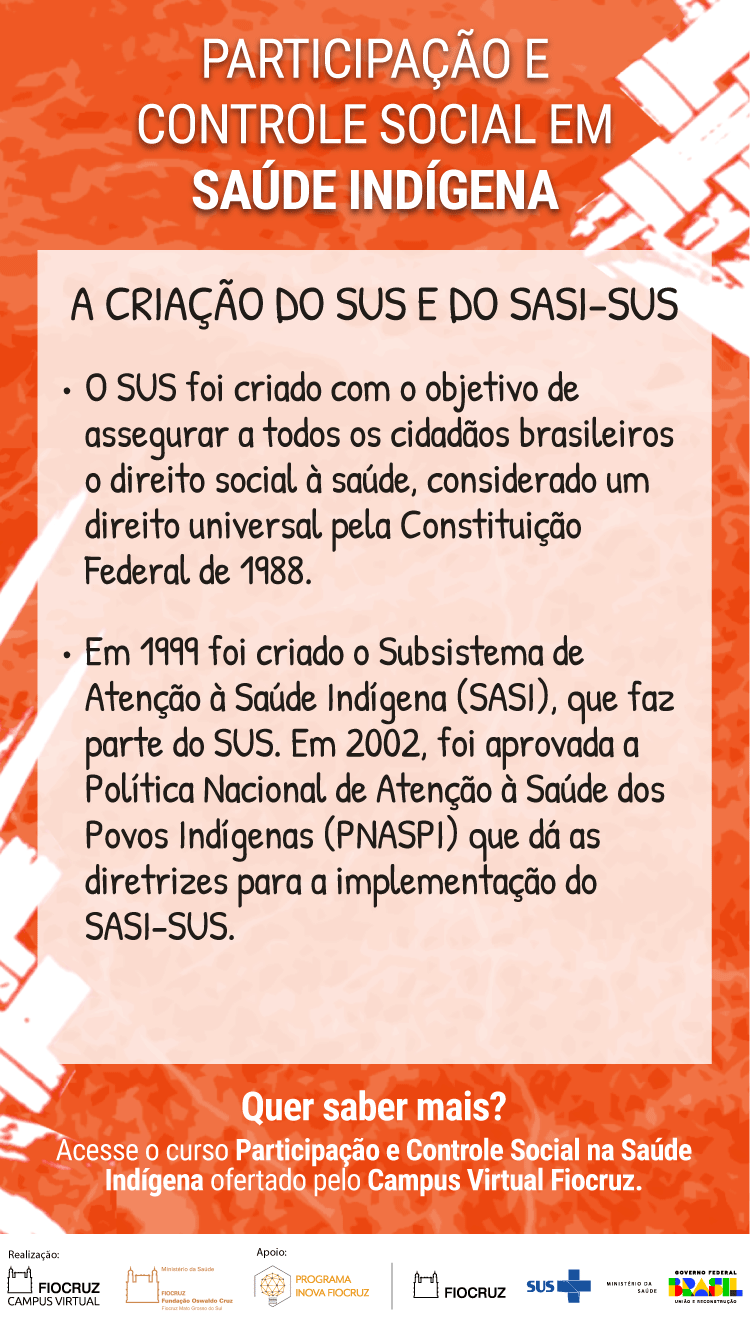 PARTICIPAÇÃO E
CONTROLE SOCIAL EM
SAÚDE INDÍGENA
A CRIAÇÃO DO SUS E DO SASI-SUS
• O SUS foi criado com o objetivo de
assegurar a todos os cidadãos brasileiros
o direito social à saúde, considerado um
direito universal pela Constituição
Federal de 1988.
• Em 1999 foi criado o Subsistema de
Atenção à Saúde Indígena (SASI), que faz
parte do SUS. Em 2002, foi aprovada a
Política Nacional de Atenção à Saúde dos
Povos Indígenas (PNASPI) que dá as
diretrizes para a implementação do
SASI-SUS.
Quer saber mais?
Acesse o curso Participação e Controle Social na Saúde
Indígena ofertado pelo Campus Virtual Fiocruz.
Realização:
FIOCRUZ
CAMPUS VIRTUAL
Ministério da Saúde
FIOCRUZ
Fundação Oswaldo Cruz
Fiocruz Mato Grosso do Sul
Apoio:
PROGRAMA
INOVA FIOCRUZ
FIOCRUZ
SUS
MINISTÉRIO DA
SAÚDE
GOVERNO FEDERAL
BRASIL
UNIÃO E RECONSTRUÇÃO